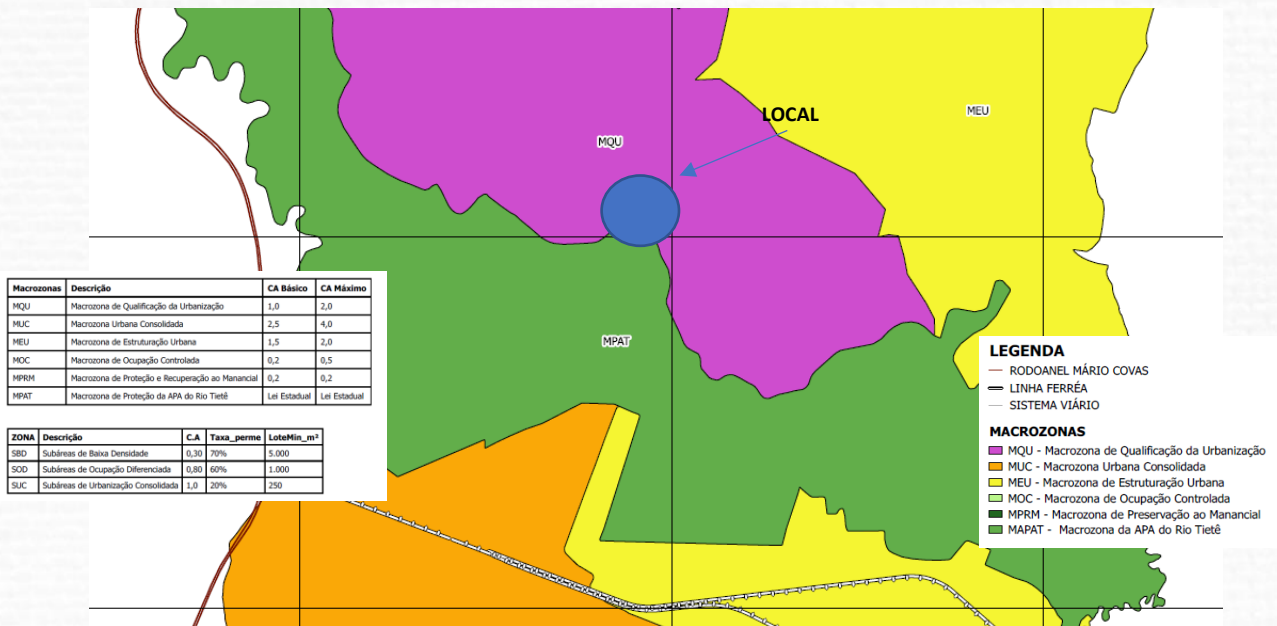 LOCAL
MEU
MQU
MPAT
Macrozonas Descrição CA Básico CA Máximo
MQU Macrozona de Qualificação da Urbanização 1,0 2,0
MUC Macrozona Urbana Consolidada 2,5 4,0
MEU Macrozona de Estruturação Urbana 1,5 2,0
MOC Macrozona de Ocupação Controlada 0,2 0,5
MPRM Macrozona de Proteção e Recuperação ao Manancial 0,2 0,2
MPAT Macrozona de Proteção da APA do Rio Tietê Lei Estadual Lei Estadual
ZONA Descrição C.A Taxa_perme LoteMin_m²
SBD Subáreas de Baixa Densidade 0,30 70% 5.000
SOD Subáreas de Ocupação Diferenciada 0,80 60% 1.000
SUC Subáreas de Urbanização Consolidada 1,0 20% 250
LEGENDA
RODOANEL MÁRIO COVAS
LINHA FERRÉA
SISTEMA VIÁRIO
MACROZONAS
MQU - Macrozona de Qualificação da Urbanização
MUC - Macrozona Urbana Consolidada
MEU - Macrozona de Estruturação Urbana
MOC - Macrozona de Ocupação Controlada
MPRM - Macrozona de Preservação ao Manancial
MAPAT - Macrozona da APA do Rio Tietê